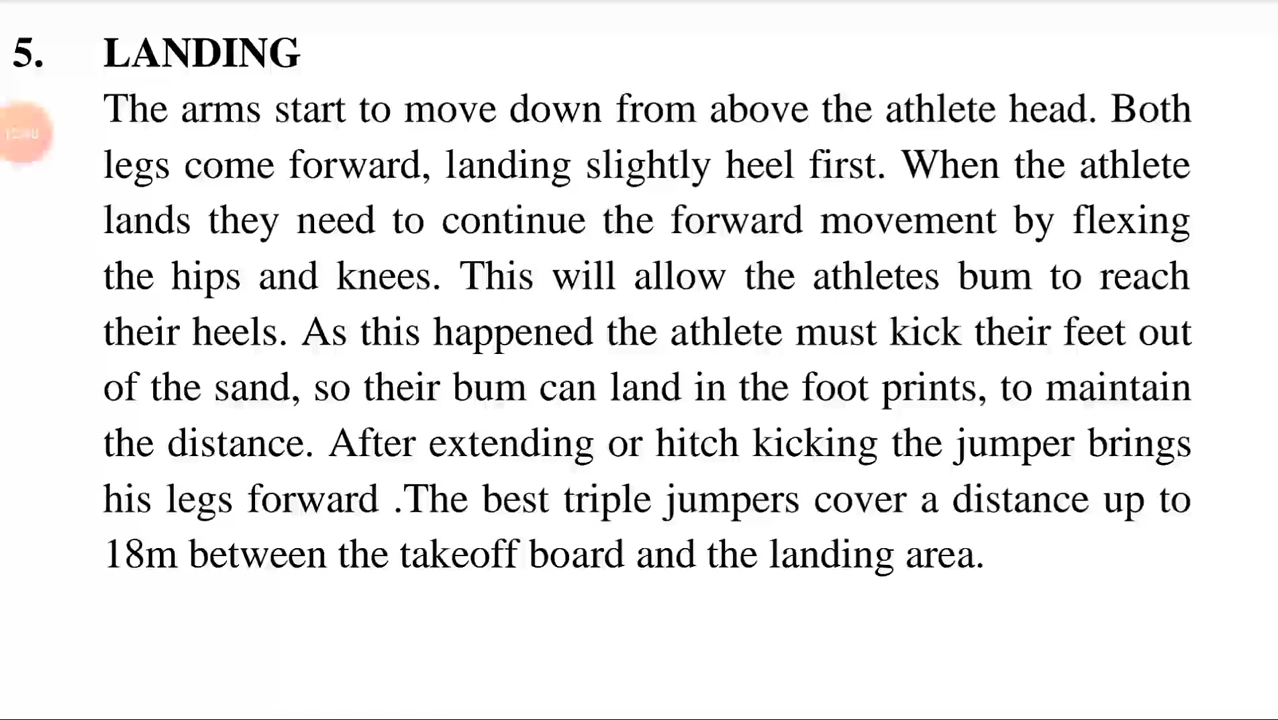 5. LANDING
The arms start to move down from above the athlete head. Both
legs come forward, landing slightly heel first. When the athlete
lands they need to continue the forward movement by flexing
the hips and knees. This will allow the athletes bum to reach
their heels. As this happened the athlete must kick their feet out
of the sand, so their bum can land in the foot prints, to maintain
the distance. After extending or hitch kicking the jumper brings
his legs forward .The best triple jumpers cover a distance up to
18m between the takeoff board and the landing area.